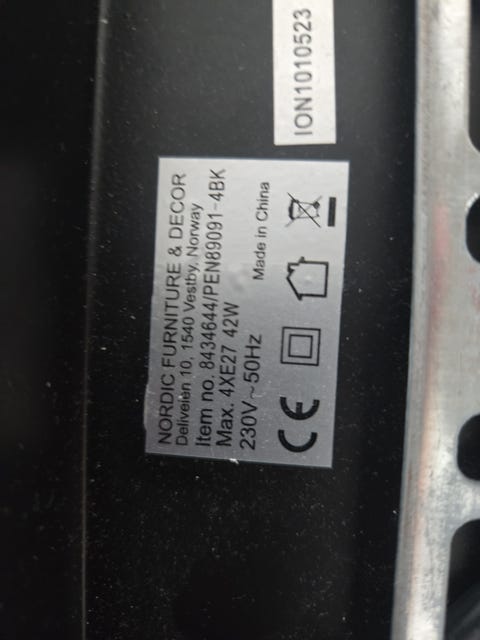 NORDIC FURNITURE & DECOR
Deliveien 10, 1540 Vestby, Norway
Item no. 8434644/PEN89091-4BK
Max. 4XE27 42W
230V~50Hz
Made in China
CE
ION1010523